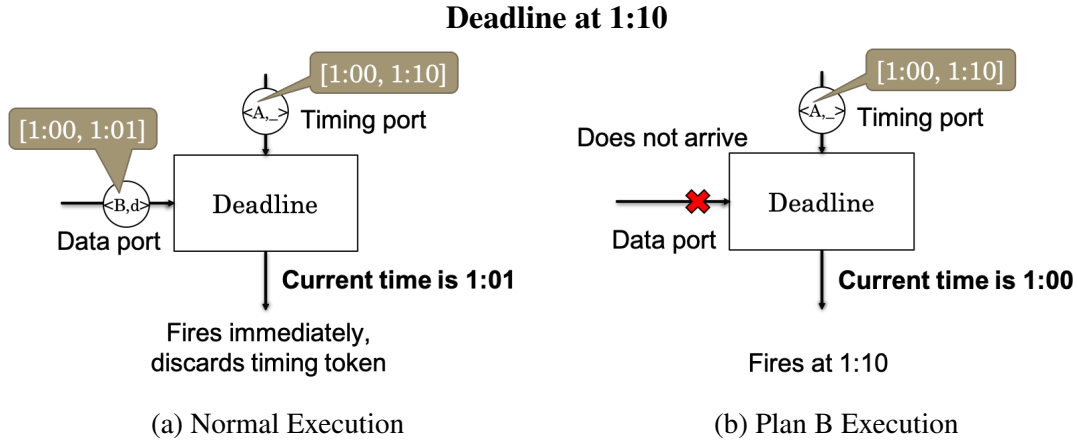 Deadline at 1:10
[1:00, 1:10]
<A,_>
Timing port
[1:00, 1:01]
<B,d>
Data port
Deadline
Current time is 1:01
Fires immediately,
discards timing token
(a) Normal Execution
[1:00, 1:10]
<A,_>
Timing port
Does not arrive
Data port
Deadline
Current time is 1:00
Fires at 1:10
(b) Plan B Execution